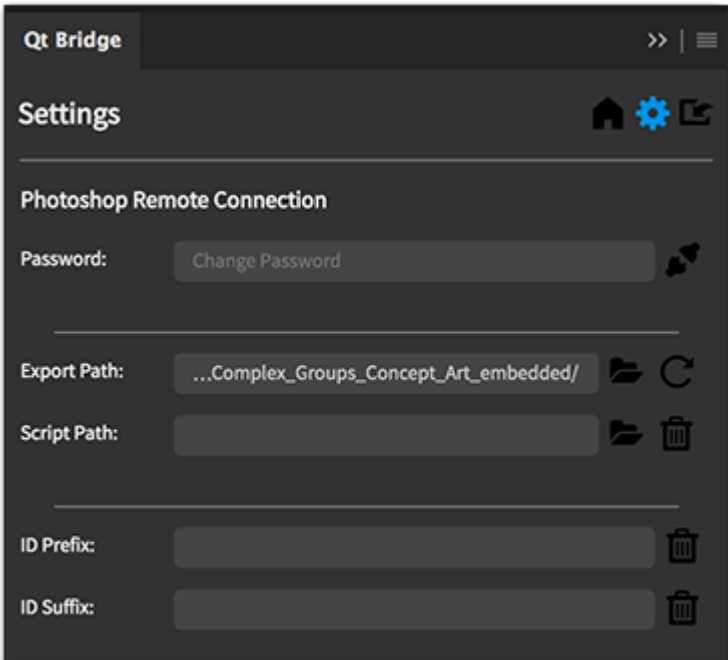 Qt Bridge
Settings
Photoshop Remote Connection
Password: Change Password
Export Path: ...Complex_Groups_Concept_Art_embedded/
Script Path:
ID Prefix:
ID Suffix: